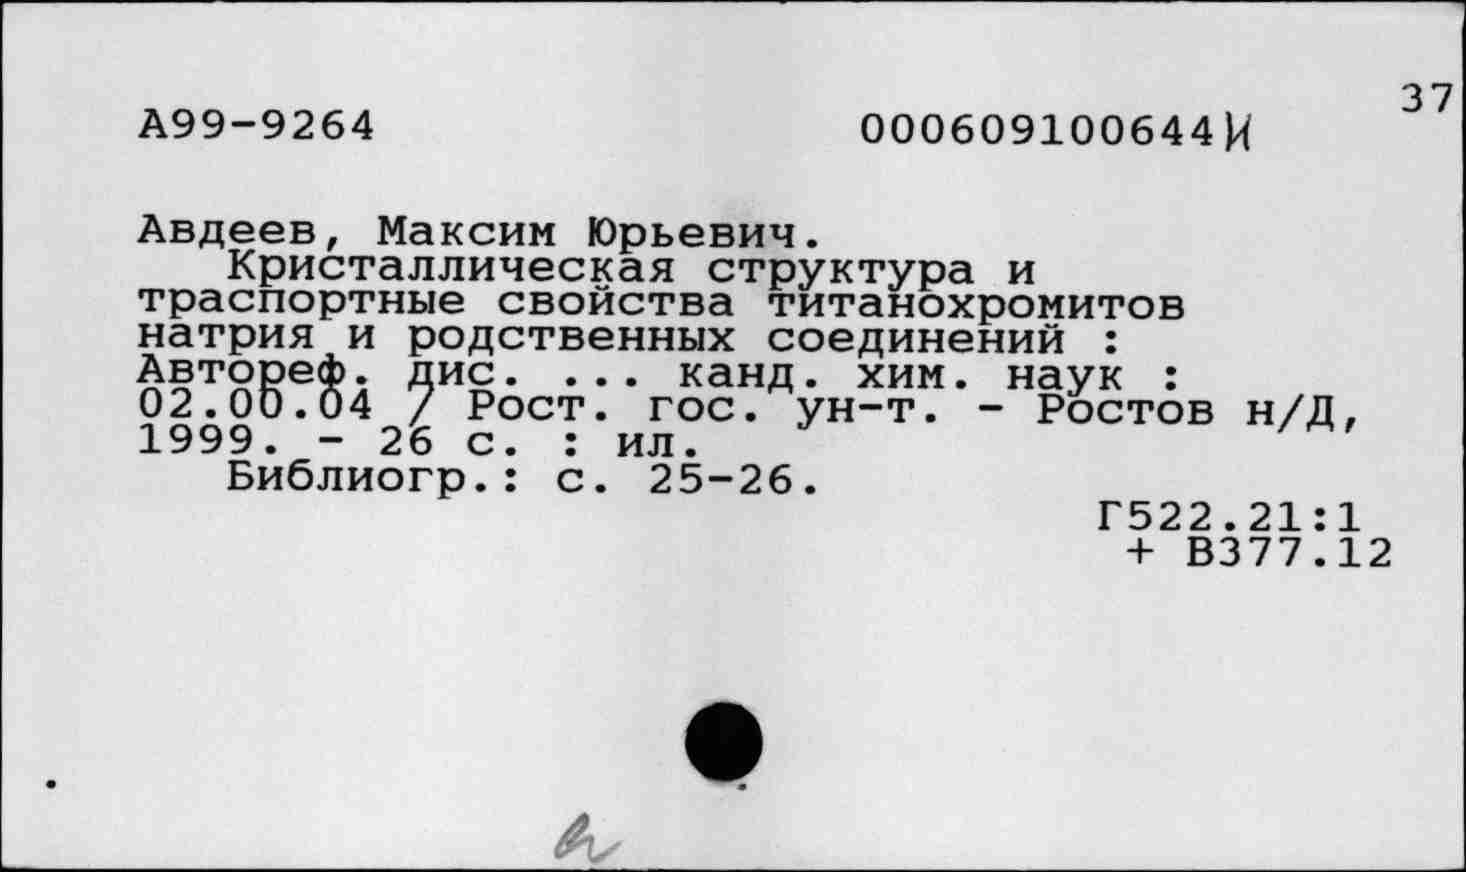 37
А99-9264 000609100644И
Авдеев, Максим Юрьевич.
Кристаллическая структура и
траспортные свойства титанохромитов
натрия и родственных соединений :
Автореф. дис. ... канд. хим. наук :
02.00.04 / Рост. гос. ун-т. - Ростов н/Д,
1999. - 26 с. : ил.
Библиогр.: с. 25-26.
Г522.21:1
+ В377.12